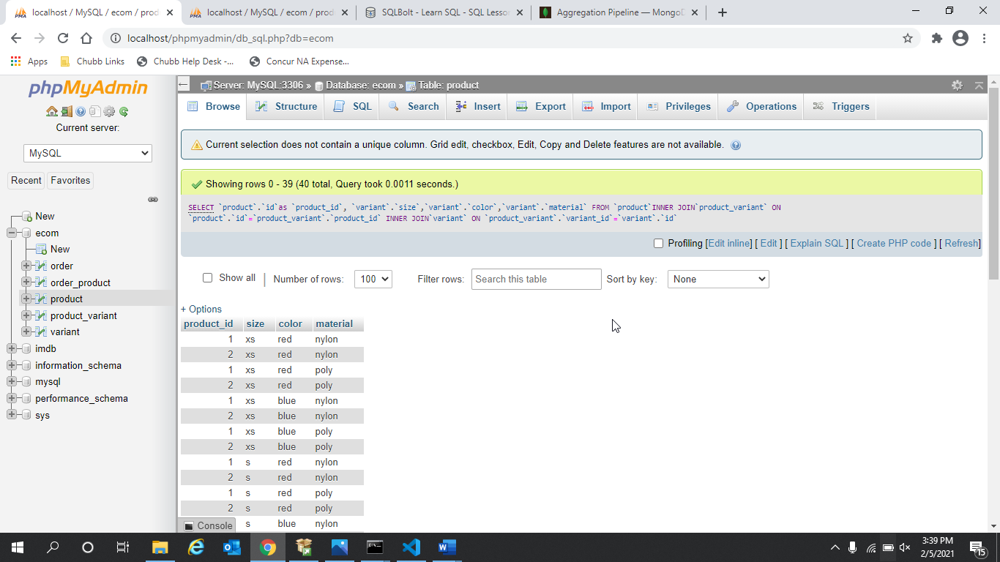 localhost / MySQL / ecom / prod
localhost / MySQL / ecom / prod
SQLBolt - Learn SQL - SQL Lesso
Aggregation Pipeline — MongoD
localhost/phpmyadmin/db_sql.php?db=ecom
Apps Chubb Links Chubb Help Desk -... Concur NA Expense...
phpMyAdmin
Current server:
MySQL
Recent Favorites
New
ecom
New
order
order_product
product
product_variant
variant
imdb
information_schema
mysql
performance_schema
sys
Server: MySQL:3306 » Database: ecom » Table: product
Browse Structure SQL Search Insert Export Import Privileges Operations Triggers
Current selection does not contain a unique column. Grid edit, checkbox, Edit, Copy and Delete features are not available.
Showing rows 0 - 39 (40 total, Query took 0.0011 seconds.)
SELECT `product`.`id`as `product_id`, `variant`.`size`,`variant`.`color`,`variant`.`material` FROM `product`INNER JOIN`product_variant` ON
`product`.`id`=`product_variant`.`product_id` INNER JOIN`variant` ON `product_variant`.`variant_id`=`variant`.`id`
Profiling [Edit inline] [ Edit ] [ Explain SQL ] [ Create PHP code ] [ Refresh]
Show all | Number of rows: 100 Filter rows: Search this table Sort by key: None
+ Options
product_id size color material
1 xs red nylon
2 xs red nylon
1 xs red poly
2 xs red poly
1 xs blue nylon
2 xs blue nylon
1 xs blue poly
2 xs blue poly
1 s red nylon
2 s red nylon
1 s red poly
2 s red poly
s blue nylon
Console
3:39 PM
2/5/2021
15